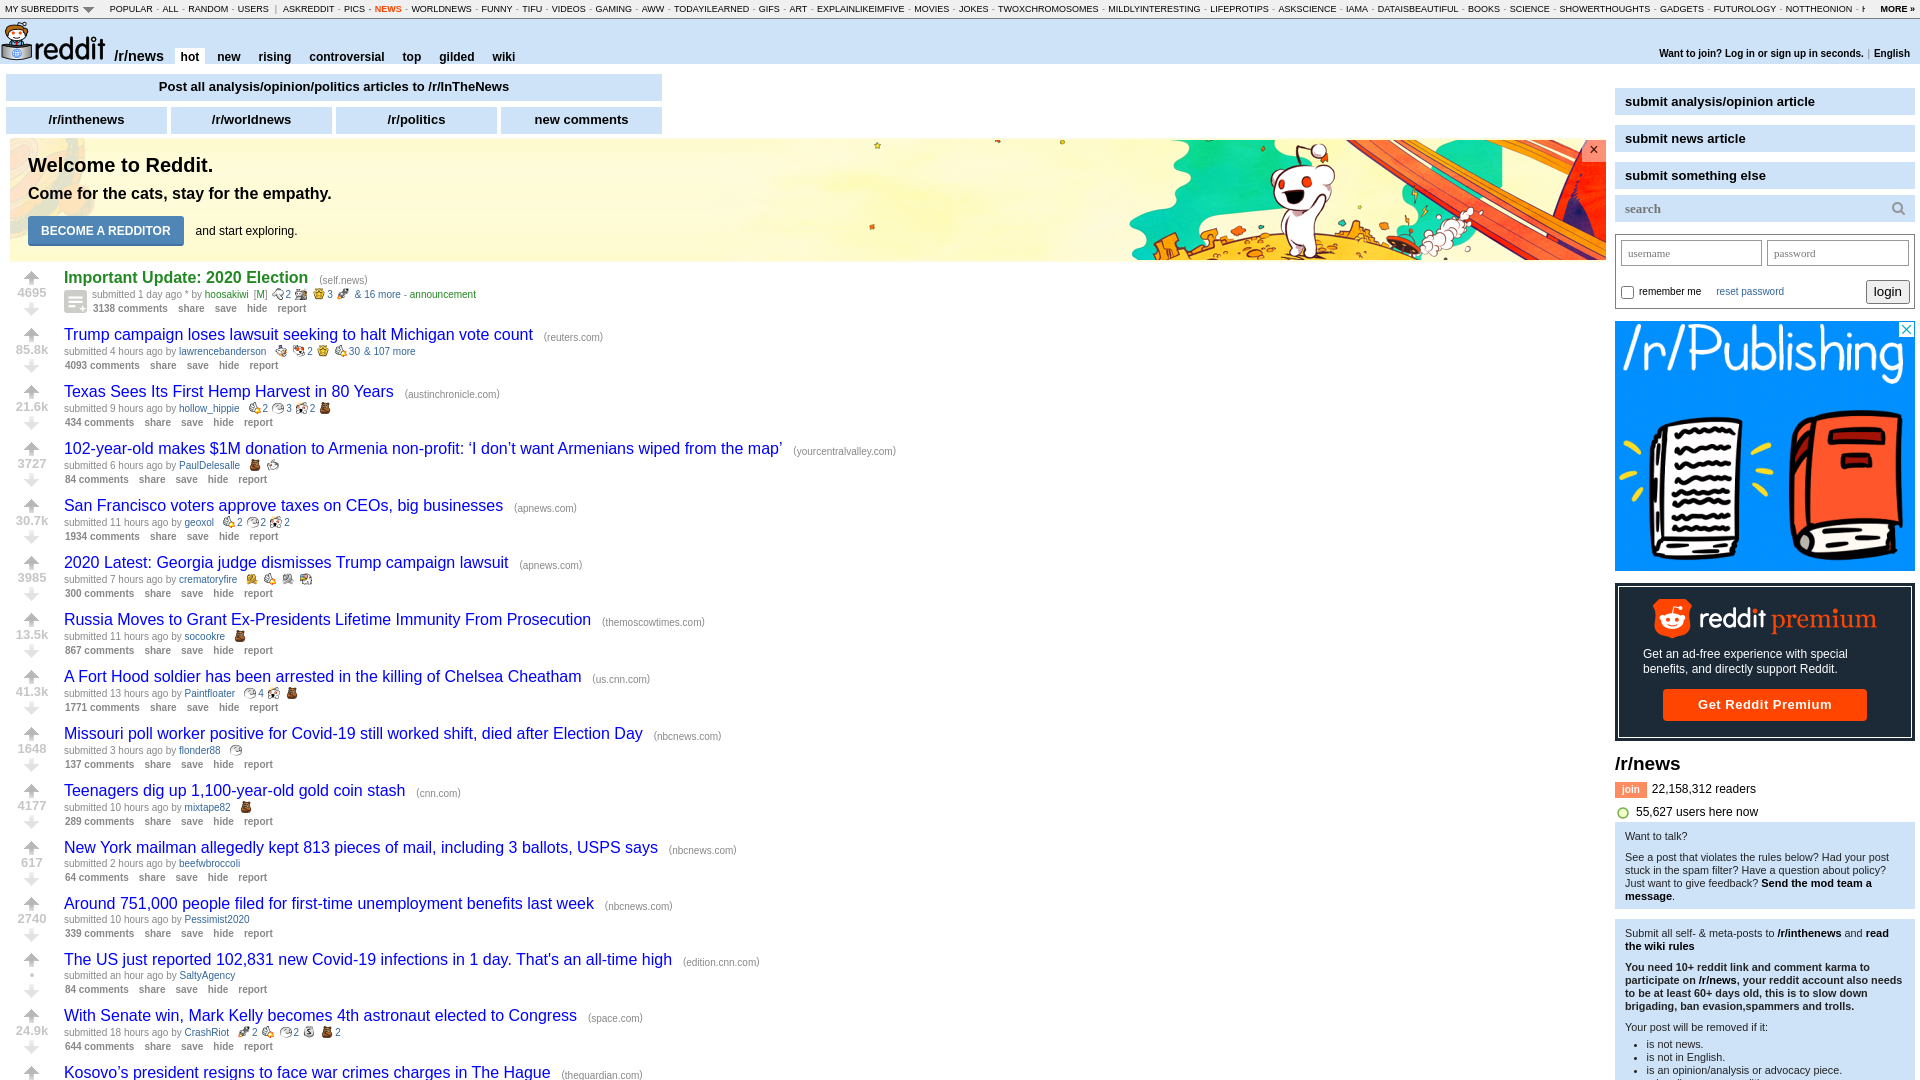 MY SUBREDDITS POPULAR - ALL - RANDOM - USERS | ASKREDDIT - PICS - NEWS - WORLDNEWS - FUNNY - TIFU - VIDEOS - GAMING - AWW - TODAYILEARNED - GIFS - ART - EXPLAINLIKEIMFIVE - MOVIES - JOKES - TWOXCHROMOSOMES - MILDLYINTERESTING - LIFEPROTIPS - ASKSCIENCE - IAMA - DATAISBEAUTIFUL - BOOKS - SCIENCE - SHOWERTHOUGHTS - GADGETS - FUTUROLOGY - NOTTHEONION - MORE »
reddit /r/news hot new rising controversial top gilded wiki
Want to join? Log in or sign up in seconds. | English
Post all analysis/opinion/politics articles to /r/InTheNews
/r/inthenews /r/worldnews /r/politics new comments
Welcome to Reddit.
Come for the cats, stay for the empathy.
BECOME A REDDITOR and start exploring.
×
4695
Important Update: 2020 Election (self.news)
submitted 1 day ago * by hoosakiwi [M] 2 3 & 16 more - announcement
3138 comments share save hide report
85.8k
Trump campaign loses lawsuit seeking to halt Michigan vote count (reuters.com)
submitted 4 hours ago by lawrencebanderson 2 30 & 107 more
4093 comments share save hide report
21.6k
Texas Sees Its First Hemp Harvest in 80 Years (austinchronicle.com)
submitted 9 hours ago by hollow_hippie 2 3 2
434 comments share save hide report
3727
102-year-old makes $1M donation to Armenia non-profit: ‘I don’t want Armenians wiped from the map’ (yourcentralvalley.com)
submitted 6 hours ago by PaulDelesalle
84 comments share save hide report
30.7k
San Francisco voters approve taxes on CEOs, big businesses (apnews.com)
submitted 11 hours ago by geoxol 2 2 2
1934 comments share save hide report
3985
2020 Latest: Georgia judge dismisses Trump campaign lawsuit (apnews.com)
submitted 7 hours ago by crematoryfire
300 comments share save hide report
13.5k
Russia Moves to Grant Ex-Presidents Lifetime Immunity From Prosecution (themoscowtimes.com)
submitted 11 hours ago by socookre
867 comments share save hide report
41.3k
A Fort Hood soldier has been arrested in the killing of Chelsea Cheatham (us.cnn.com)
submitted 13 hours ago by Paintfloater 4
1771 comments share save hide report
1648
Missouri poll worker positive for Covid-19 still worked shift, died after Election Day (nbcnews.com)
submitted 3 hours ago by flonder88
137 comments share save hide report
4177
Teenagers dig up 1,100-year-old gold coin stash (cnn.com)
submitted 10 hours ago by mixtape82
289 comments share save hide report
617
New York mailman allegedly kept 813 pieces of mail, including 3 ballots, USPS says (nbcnews.com)
submitted 2 hours ago by beefwbroccoli
64 comments share save hide report
2740
Around 751,000 people filed for first-time unemployment benefits last week (nbcnews.com)
submitted 10 hours ago by Pessimist2020
339 comments share save hide report
•
The US just reported 102,831 new Covid-19 infections in 1 day. That's an all-time high (edition.cnn.com)
submitted an hour ago by SaltyAgency
84 comments share save hide report
24.9k
With Senate win, Mark Kelly becomes 4th astronaut elected to Congress (space.com)
submitted 18 hours ago by CrashRiot 2 2 2
644 comments share save hide report
Kosovo’s president resigns to face war crimes charges in The Hague (theguardian.com)
submit analysis/opinion article
submit news article
submit something else
search
username password
remember me reset password login
/r/Publishing
reddit premium
Get an ad-free experience with special
benefits, and directly support Reddit.
Get Reddit Premium
/r/news
join 22,158,312 readers
55,627 users here now
Want to talk?
See a post that violates the rules below? Had your post
stuck in the spam filter? Have a question about policy?
Just want to give feedback? Send the mod team a
message.
Submit all self- & meta-posts to /r/inthenews and read
the wiki rules
You need 10+ reddit link and comment karma to
participate on /r/news, your reddit account also needs
to be at least 60+ days old, this is to slow down
brigading, ban evasion,spammers and trolls.
Your post will be removed if it:
• is not news.
• is not in English.
• is an opinion/analysis or advocacy piece.